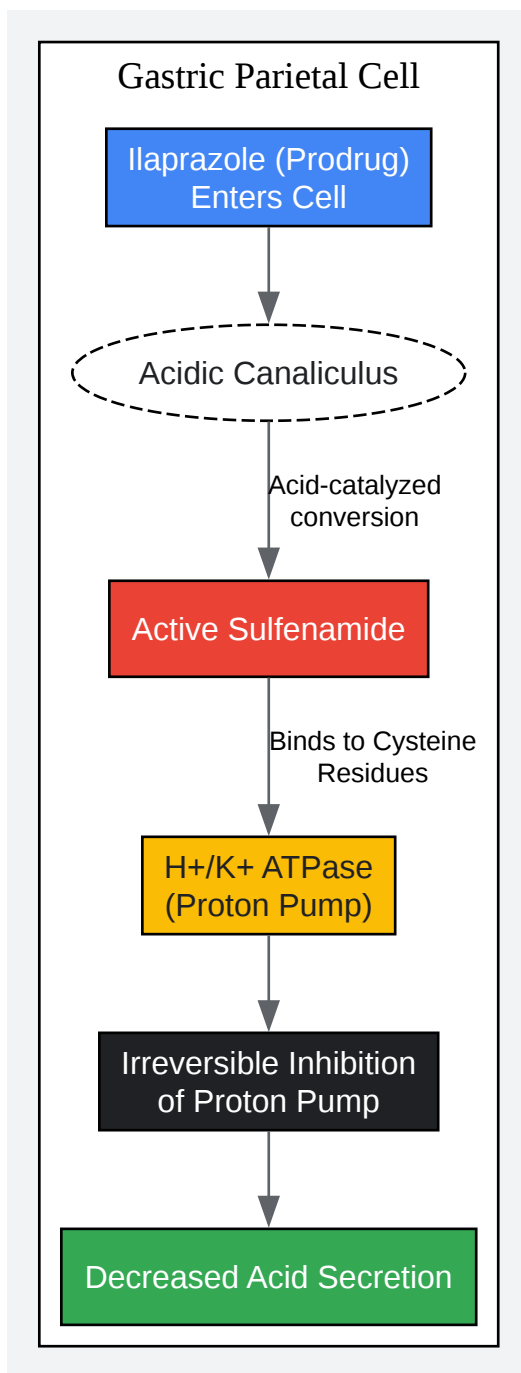 Gastric Parietal Cell
Ilaprazole (Prodrug)
Enters Cell
Acidic Canaliculus
Acid-catalyzed
conversion
Active Sulfenamide
Binds to Cysteine
Residues
H+/K+ ATPase
(Proton Pump)
Irreversible Inhibition
of Proton Pump
Decreased Acid Secretion